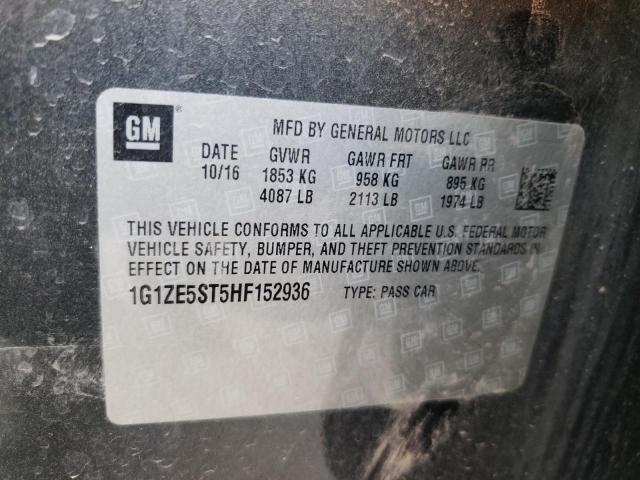 GM ®
MFD BY GENERAL MOTORS LLC
DATE GVWR GAWR FRT GAWR RR
10/16 1853 KG 958 KG 895 KG
4087 LB 2113 LB 1974 LB
THIS VEHICLE CONFORMS TO ALL APPLICABLE U.S. FEDERAL MOTOR
VEHICLE SAFETY, BUMPER, AND THEFT PREVENTION STANDARDS IN
EFFECT ON THE DATE OF MANUFACTURE SHOWN ABOVE.
1G1ZE5ST5HF152936 TYPE: PASS CAR